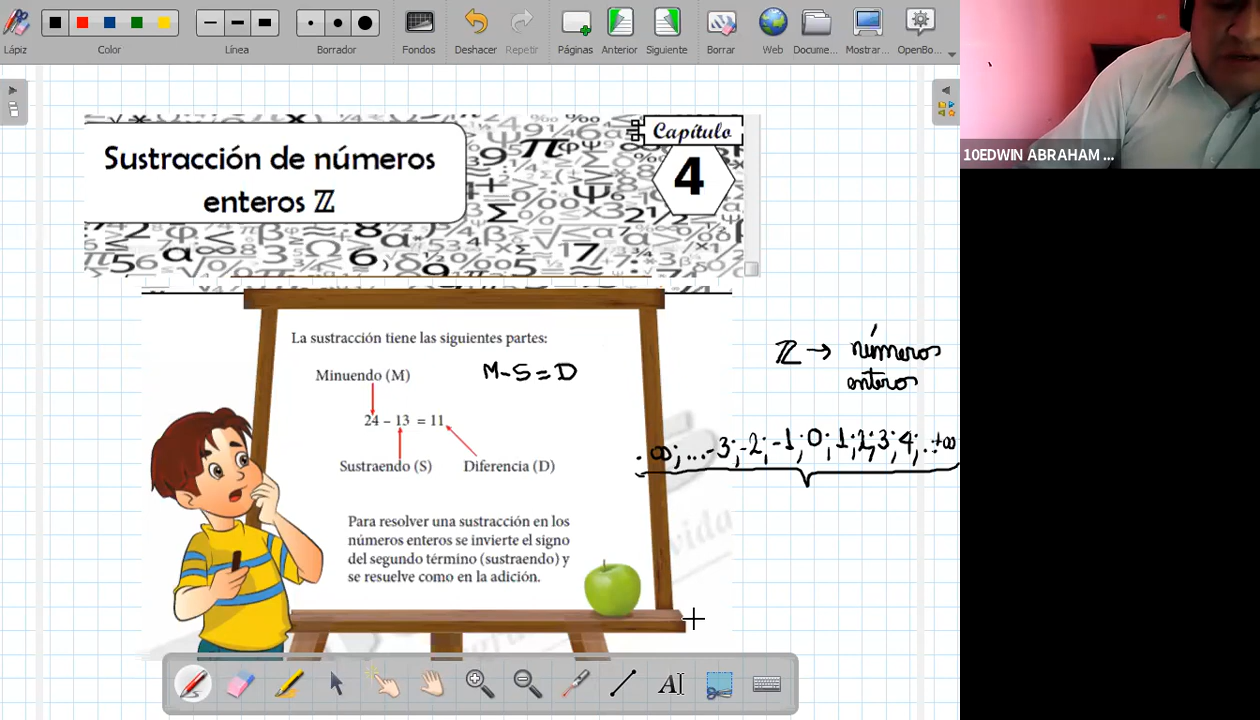 Lápiz
Color
Línea
Borrador
Fondos
Deshacer
Repetir
Páginas
Anterior
Siguiente
Borrar
Web
Docume...
Mostrar...
OpenBo...
10EDWIN ABRAHAM ...
Sustracción de números
enteros ℤ
Capítulo
4
La sustracción tiene las siguientes partes:
Minuendo (M)
M-S=D
24 – 13 = 11
Sustraendo (S)
Diferencia (D)
Para resolver una sustracción en los
números enteros se invierte el signo
del segundo término (sustraendo) y
se resuelve como en la adición.
ℤ → números
enteros
-∞;...-3;-2;-1;0;1;2;3;4;..+∞
vida